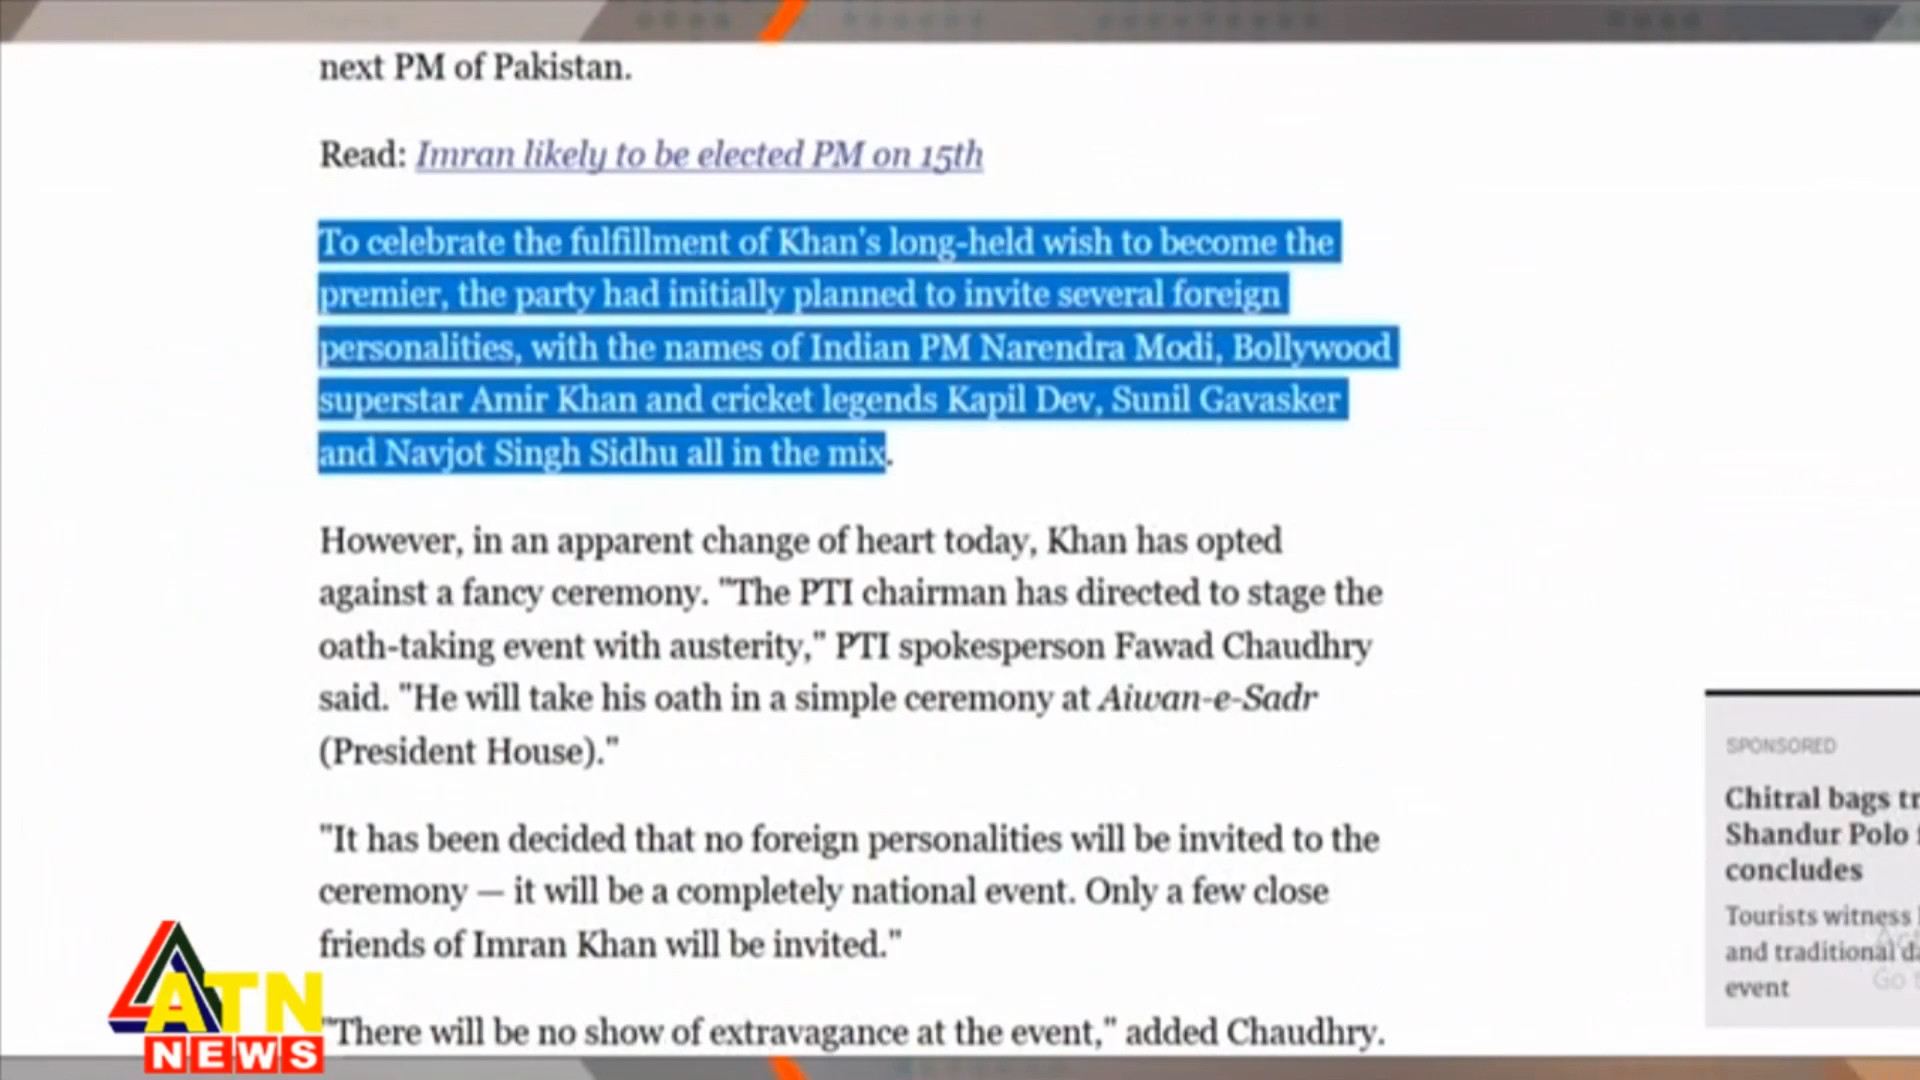 next PM of Pakistan.
Read: Imran likely to be elected PM on 15th
To celebrate the fulfillment of Khan's long-held wish to become the
premier, the party had initially planned to invite several foreign
personalities, with the names of Indian PM Narendra Modi, Bollywood
superstar Amir Khan and cricket legends Kapil Dev, Sunil Gavasker
and Navjot Singh Sidhu all in the mix.
However, in an apparent change of heart today, Khan has opted
against a fancy ceremony. "The PTI chairman has directed to stage the
oath-taking event with austerity," PTI spokesperson Fawad Chaudhry
said. "He will take his oath in a simple ceremony at Aiwan-e-Sadr
(President House)."
"It has been decided that no foreign personalities will be invited to the
ceremony — it will be a completely national event. Only a few close
friends of Imran Khan will be invited."
"There will be no show of extravagance at the event," added Chaudhry.
SPONSORED
Chitral bags
Shandur Polo
concludes
Tourists witness
and traditional
event
ATN
NEWS